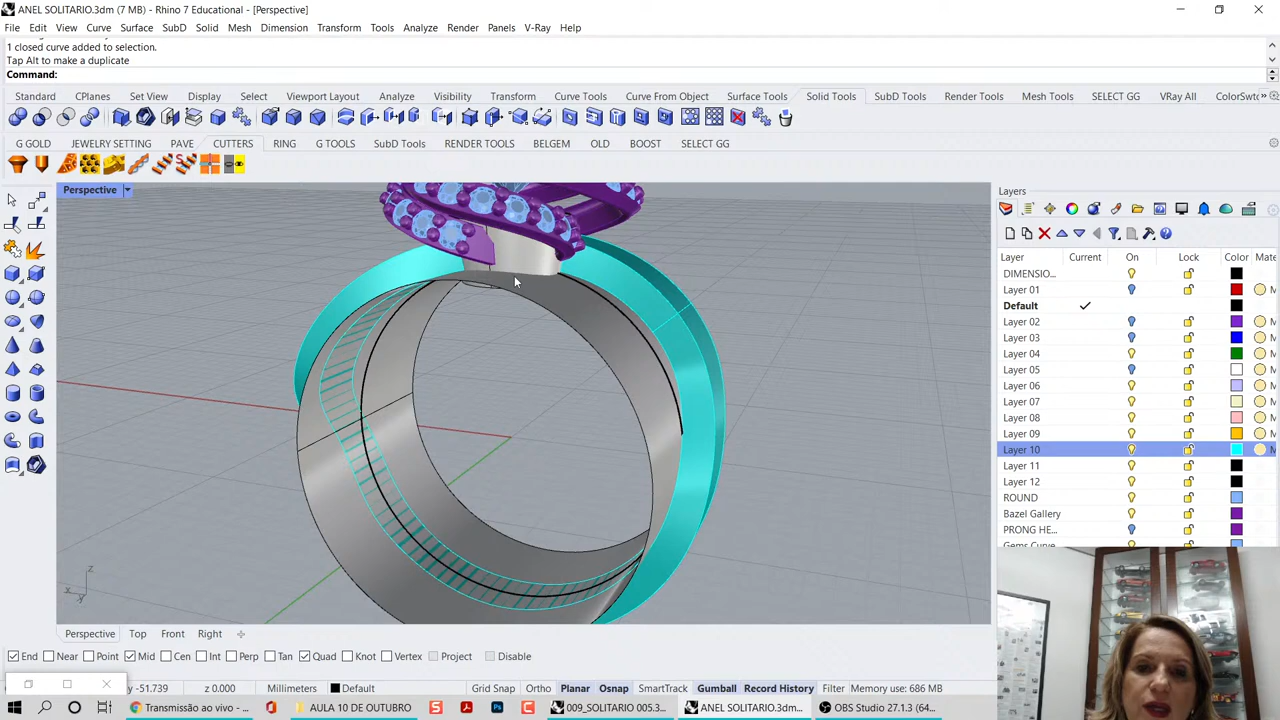 ANEL SOLITARIO.3dm (7 MB) - Rhino 7 Educational - [Perspective]
File Edit View Curve Surface SubD Solid Mesh Dimension Transform Tools Analyze Render Panels V-Ray Help
1 closed curve added to selection.
Tap Alt to make a duplicate
Command:
Standard CPlanes Set View Display Select Viewport Layout Visibility Transform Curve Tools Curve From Object Surface Tools Solid Tools SubD Tools Render Tools Mesh Tools SELECT GG VRay All ColorSwtc
G GOLD JEWELRY SETTING PAVE CUTTERS RING G TOOLS SubD Tools RENDER TOOLS BELGEM OLD BOOST SELECT GG
Perspective
Layers
Layer Current On Lock Color Mate
DIMENSIO...
Layer 01
Default
Layer 02
Layer 03
Layer 04
Layer 05
Layer 06
Layer 07
Layer 08
Layer 09
Layer 10 M
Layer 11
Layer 12
ROUND
Bazel Gallery
PRONG HE...
Gems Curve
z
x y
Perspective Top Front Right
End Near Point Mid Cen Int Perp Tan Quad Knot Vertex Project Disable
y -51.739 z 0.000 Millimeters Default Grid Snap Ortho Planar Osnap SmartTrack Gumball Record History Filter Memory use: 686 MB
Transmissão ao vivo - ... AULA 10 DE OUTUBRO 009_SOLITARIO 005.3... ANEL SOLITARIO.3dm... OBS Studio 27.1.3 (64...